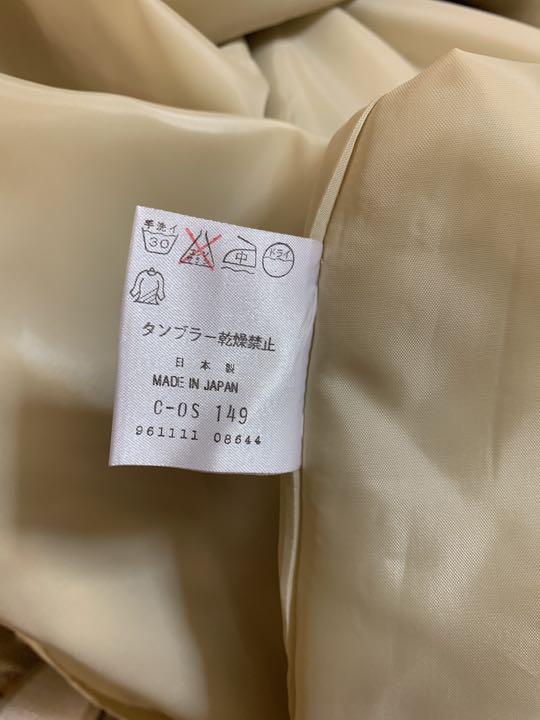 手洗イ
30
中
ドライ
タンブラー乾燥禁止
日本製
MADE IN JAPAN
C-OS 149
961111 08644